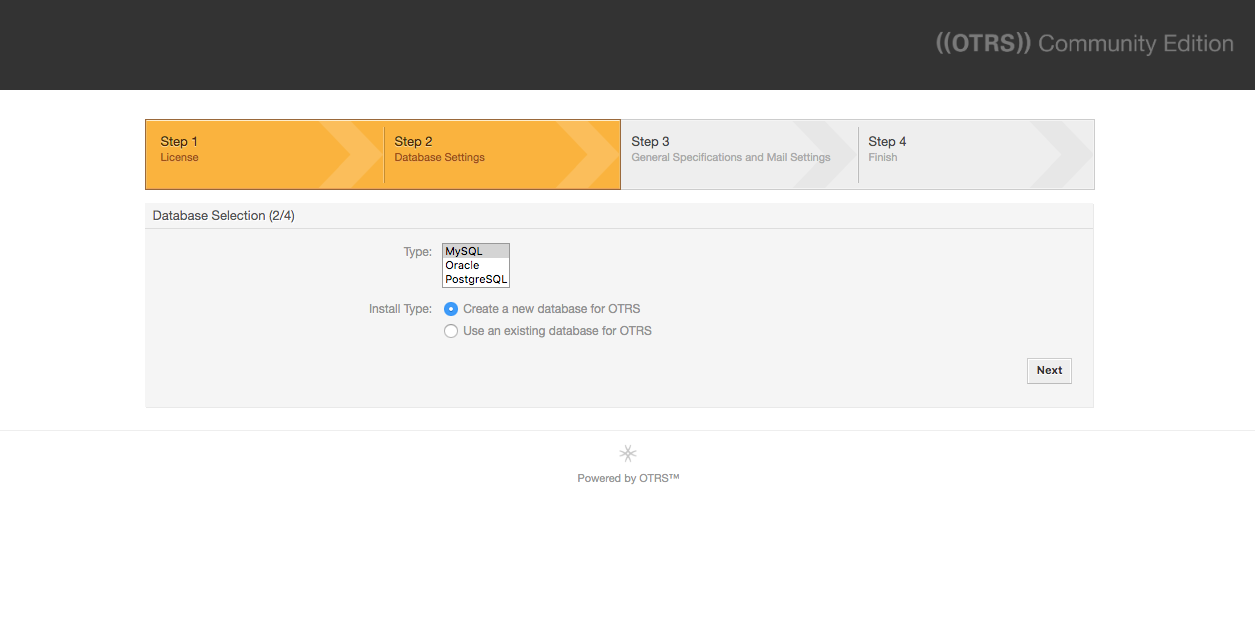 ((OTRS)) Community Edition
Step 1
License
Step 2
Database Settings
Step 3
General Specifications and Mail Settings
Step 4
Finish
Database Selection (2/4)
Type:
MySQL
Oracle
PostgreSQL
Install Type:
Create a new database for OTRS
Use an existing database for OTRS
Next
Powered by OTRS™